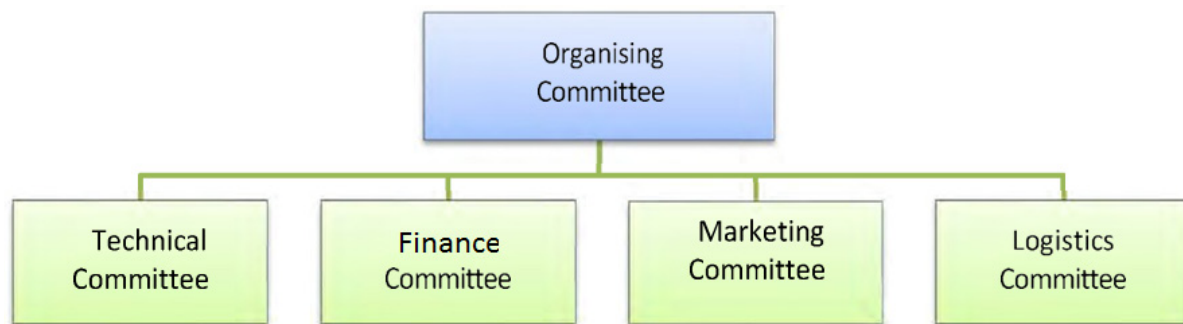 Organising
Committee
Technical
Committee
Finance
Committee
Marketing
Committee
Logistics
Committee